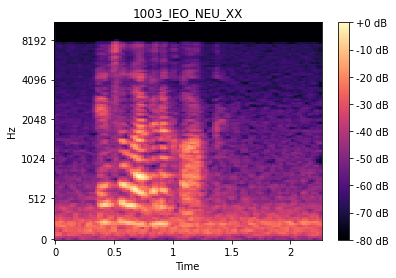 1003_IEO_NEU_XX
Hz
8192
4096
2048
1024
512
0
0
0.5
1
1.5
2
Time
+0 dB
-10 dB
-20 dB
-30 dB
-40 dB
-50 dB
-60 dB
-70 dB
-80 dB